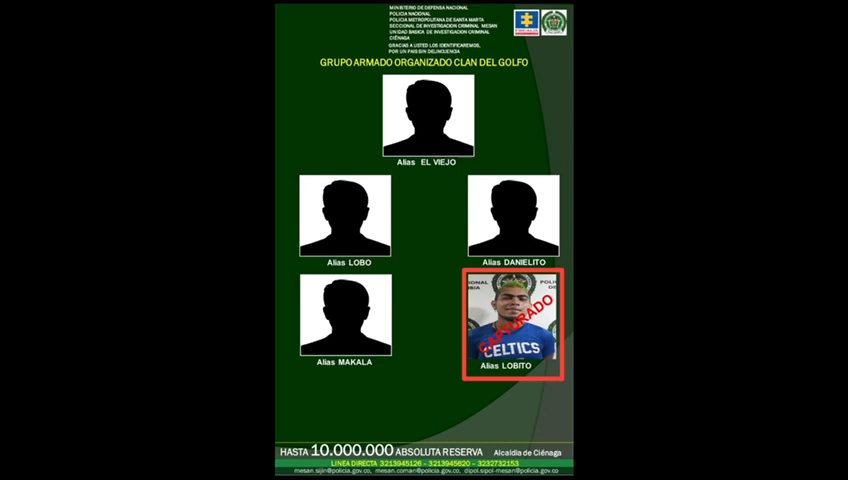 MINISTERIO DE DEFENSA NACIONAL
POLICIA NACIONAL
POLICIA METROPOLITANA DE SANTA MARTA
SECCIONAL DE INVESTIGACION CRIMINAL MESAN
UNIDAD BASICA DE INVESTIGACION CRIMINAL
CIÉNAGA
GRACIAS A USTED LOS IDENTIFICAREMOS,
POR UN PAIS SIN DELINCUENCIA
GRUPO ARMADO ORGANIZADO CLAN DEL GOLFO
Alias EL VIEJO
Alias LOBO
Alias DANIELITO
CAPTURADO
CELTICS
Alias MAKALA
Alias LOBITO
HASTA 10.000.000 ABSOLUTA RESERVA Alcaldia de Ciénaga
LINEA DIRECTA 3213945126 – 3213945620 – 3232732153
mesan.sijin@policia.gov.co, mesan.coman@policia.gov.co, dipol.sipol-mesan@policia.gov.co